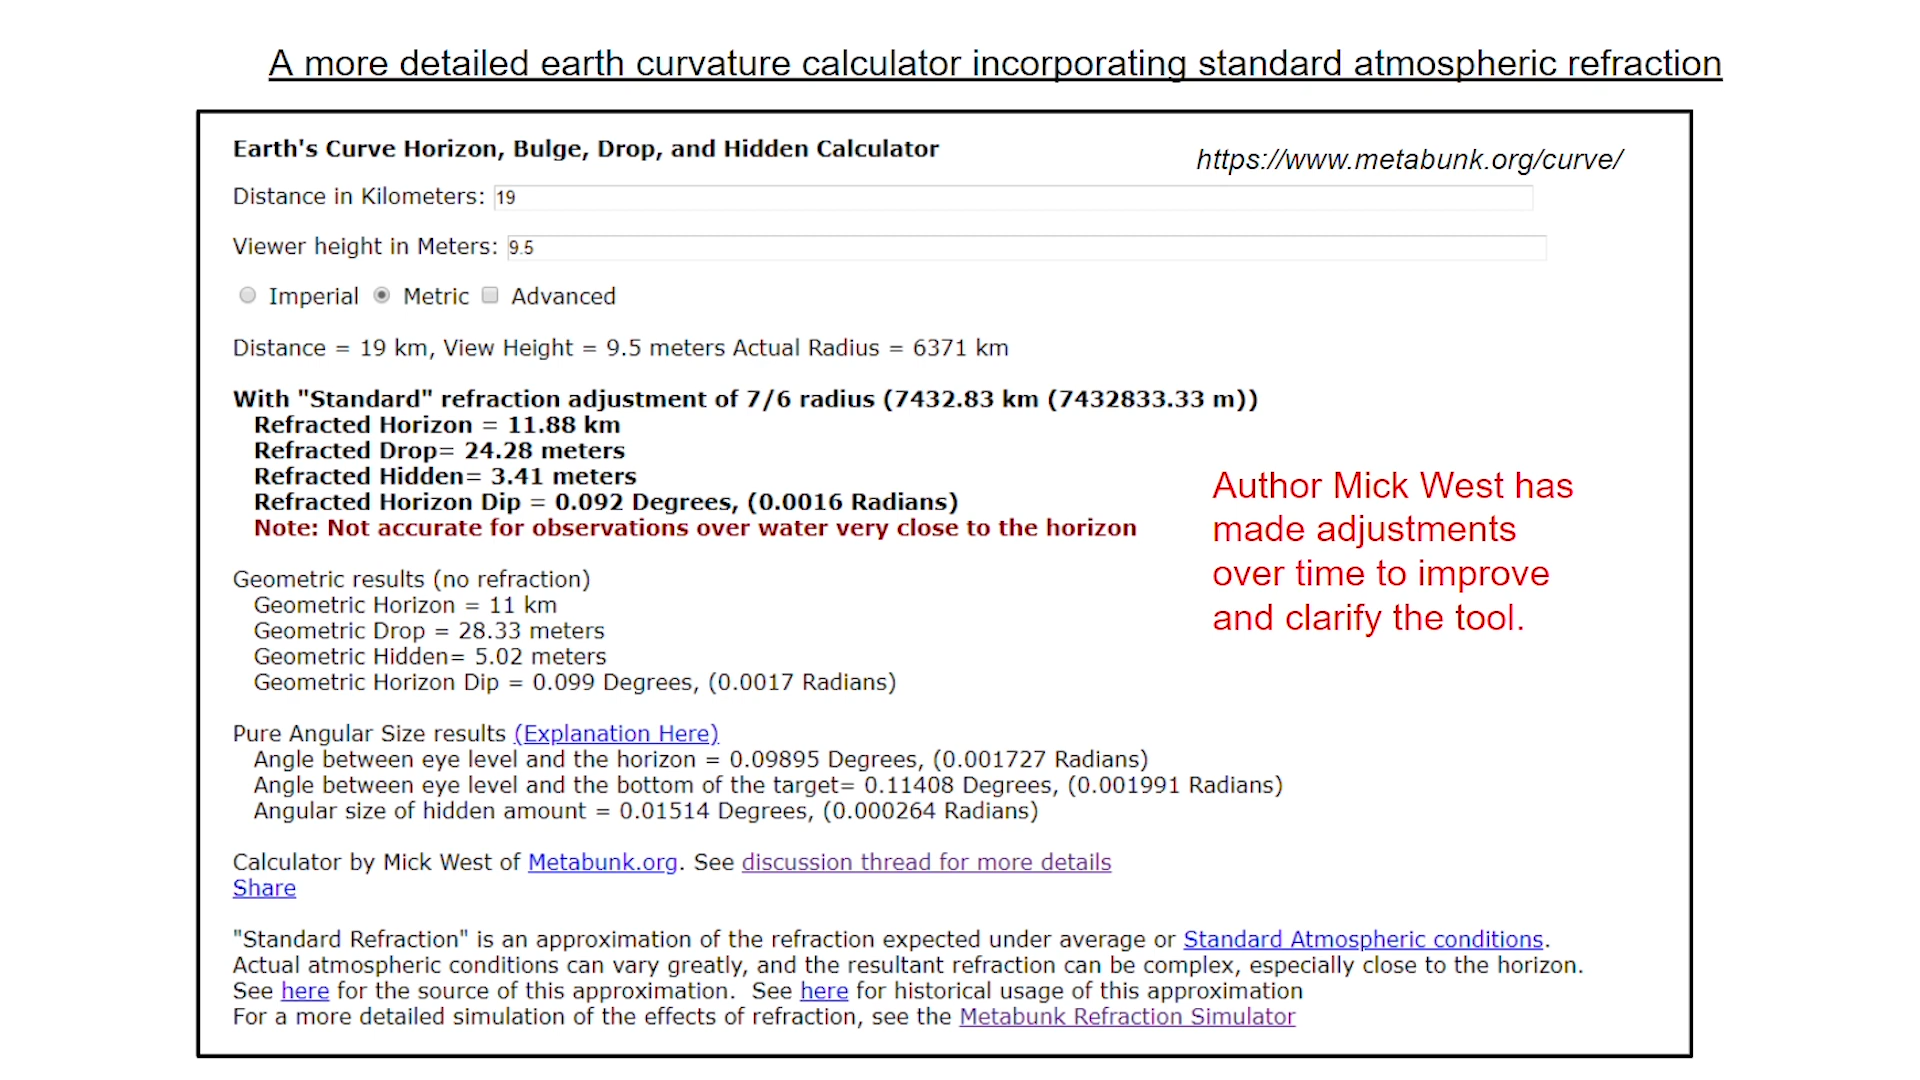 A more detailed earth curvature calculator incorporating standard atmospheric refraction
Earth's Curve Horizon, Bulge, Drop, and Hidden Calculator
https://www.metabunk.org/curve/
Distance in Kilometers: 19
Viewer height in Meters: 9.5
Imperial Metric Advanced
Distance = 19 km, View Height = 9.5 meters Actual Radius = 6371 km
With "Standard" refraction adjustment of 7/6 radius (7432.83 km (7432833.33 m))
Refracted Horizon = 11.88 km
Refracted Drop= 24.28 meters
Refracted Hidden= 3.41 meters
Refracted Horizon Dip = 0.092 Degrees, (0.0016 Radians)
Note: Not accurate for observations over water very close to the horizon
Author Mick West has
made adjustments
over time to improve
and clarify the tool.
Geometric results (no refraction)
Geometric Horizon = 11 km
Geometric Drop = 28.33 meters
Geometric Hidden= 5.02 meters
Geometric Horizon Dip = 0.099 Degrees, (0.0017 Radians)
Pure Angular Size results (Explanation Here)
Angle between eye level and the horizon = 0.09895 Degrees, (0.001727 Radians)
Angle between eye level and the bottom of the target= 0.11408 Degrees, (0.001991 Radians)
Angular size of hidden amount = 0.01514 Degrees, (0.000264 Radians)
Calculator by Mick West of Metabunk.org. See discussion thread for more details
Share
"Standard Refraction" is an approximation of the refraction expected under average or Standard Atmospheric conditions.
Actual atmospheric conditions can vary greatly, and the resultant refraction can be complex, especially close to the horizon.
See here for the source of this approximation. See here for historical usage of this approximation
For a more detailed simulation of the effects of refraction, see the Metabunk Refraction Simulator